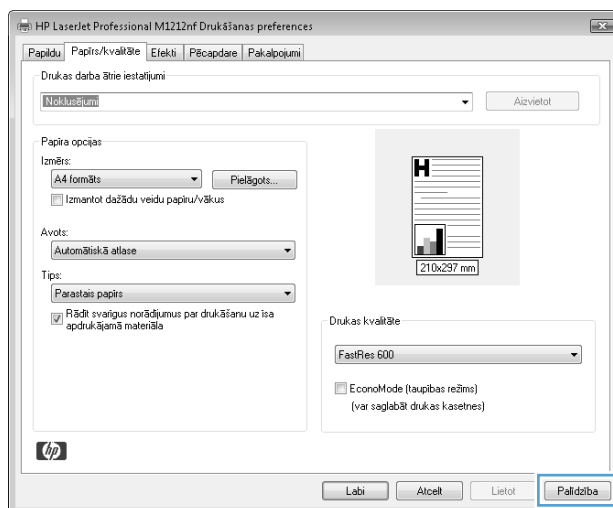 HP LaserJet Professional M1212nf Drukāšanas preferences
Papildu Papīrs/kvalitāte Efekti Pēcapdare Pakalpojumi
Drukas darba ātrie iestatījumi
Noklusējumi
Aizvietot
Papīra opcijas
Izmērs:
A4 formāts
Pielāgots...
Izmantot dažādu veidu papīru/vākus
Avots:
Automātiskā atlase
Tips:
Parastais papīrs
Rādīt svarīgus norādījumus par drukāšanu uz īsa
apdrukājamā materiāla
H
210x297 mm
Drukas kvalitāte
FastRes 600
EconoMode (taupības režīms)
(var saglabāt drukas kasetnes)
hp
Labi Atcelt Lietot Palīdzība